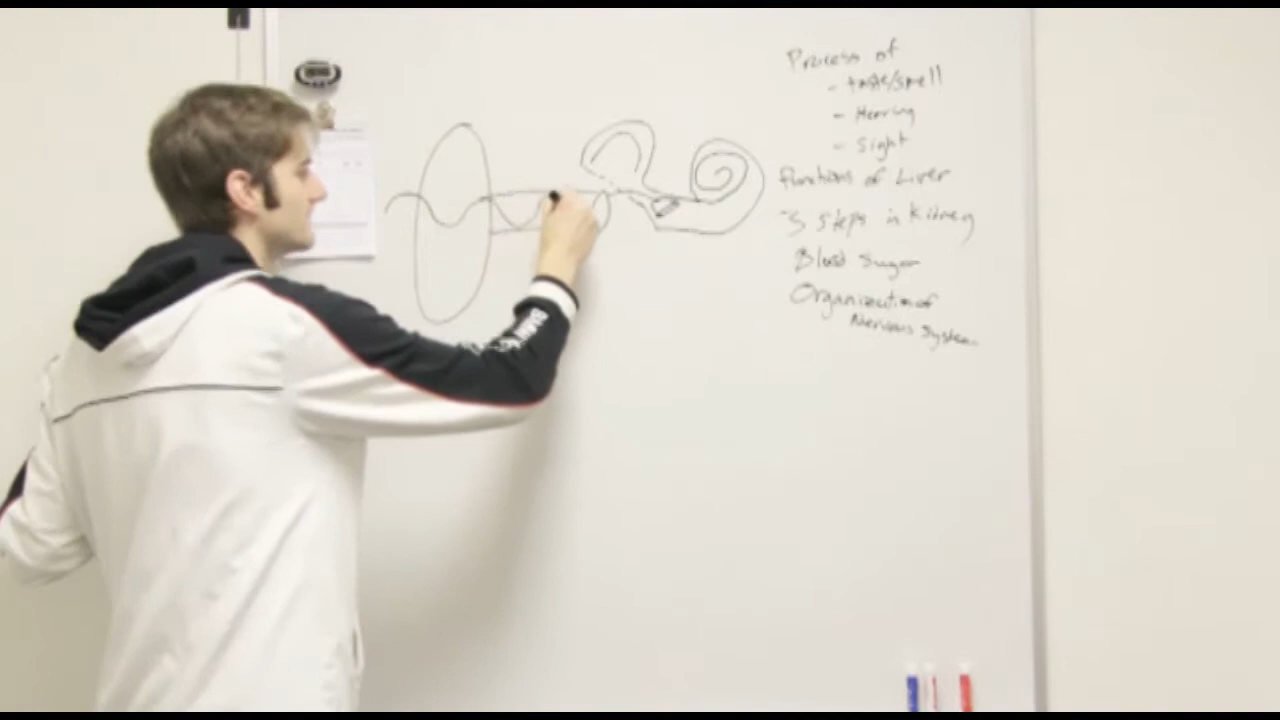 Process of
- taste/smell
- Hearing
- Sight
functions of Liver
3 steps in Kidney
Blood Sugar
Organization of
Nervous System